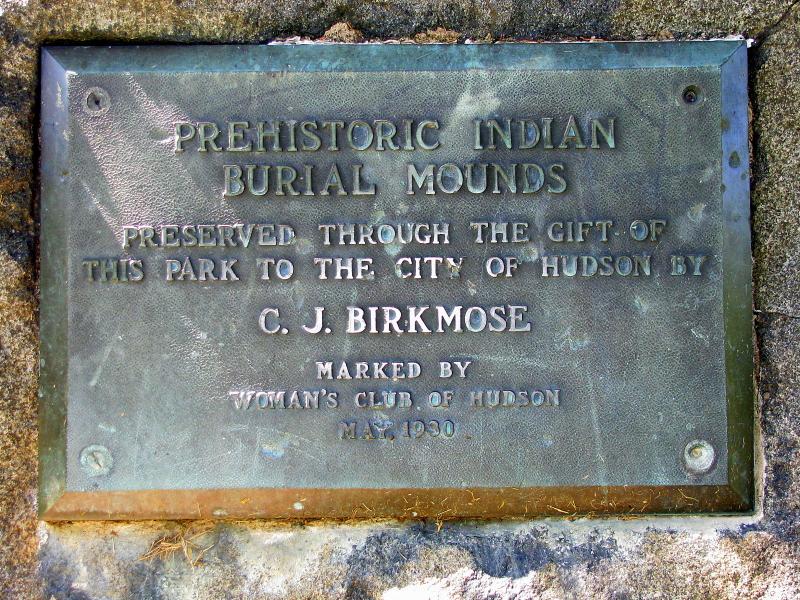 PREHISTORIC INDIAN
BURIAL MOUNDS
PRESERVED THROUGH THE GIFT OF
THIS PARK TO THE CITY OF HUDSON BY
C. J. BIRKMOSE
MARKED BY
WOMAN'S CLUB OF HUDSON
MAY, 1930